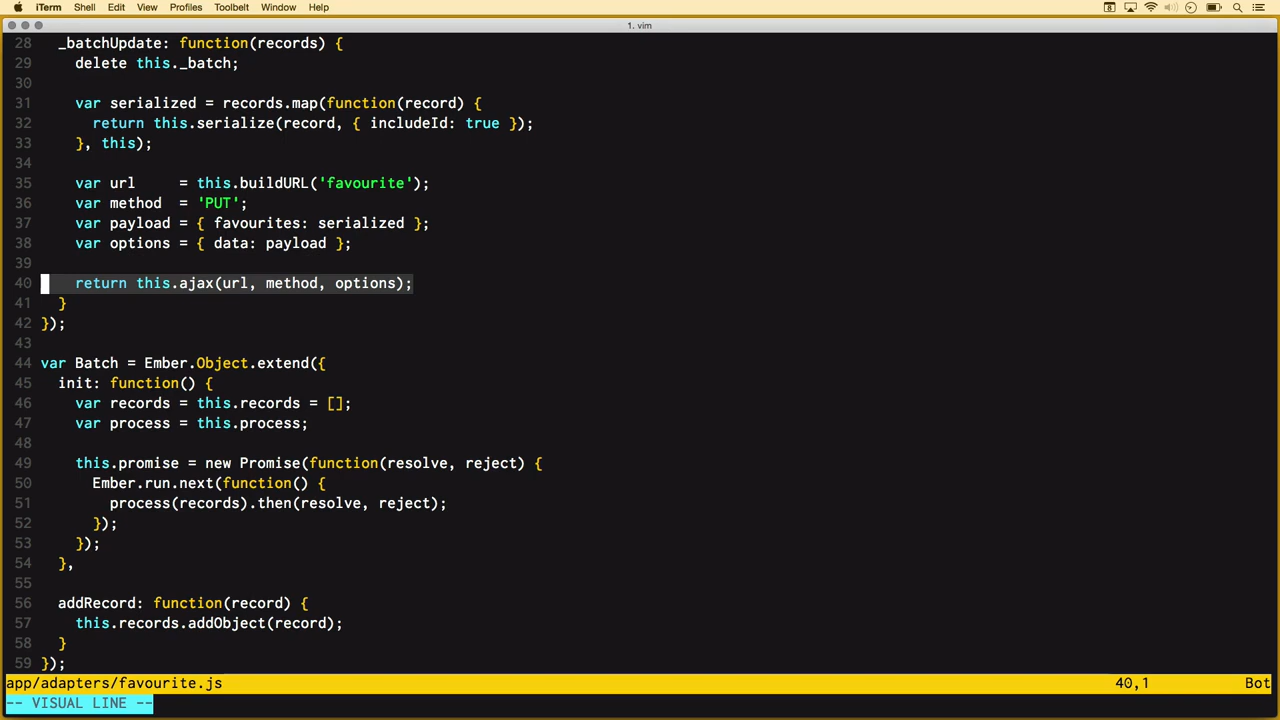 iTerm Shell Edit View Profiles Toolbelt Window Help
1. vim
28 _batchUpdate: function(records) {
29 delete this._batch;
30
31 var serialized = records.map(function(record) {
32 return this.serialize(record, { includeId: true });
33 }, this);
34
35 var url = this.buildURL('favourite');
36 var method = 'PUT';
37 var payload = { favourites: serialized };
38 var options = { data: payload };
39
40 return this.ajax(url, method, options);
41 }
42 });
43
44 var Batch = Ember.Object.extend({
45 init: function() {
46 var records = this.records = [];
47 var process = this.process;
48
49 this.promise = new Promise(function(resolve, reject) {
50 Ember.run.next(function() {
51 process(records).then(resolve, reject);
52 });
53 });
54 },
55
56 addRecord: function(record) {
57 this.records.addObject(record);
58 }
59 });
app/adapters/favourite.js 40,1 Bot
-- VISUAL LINE --